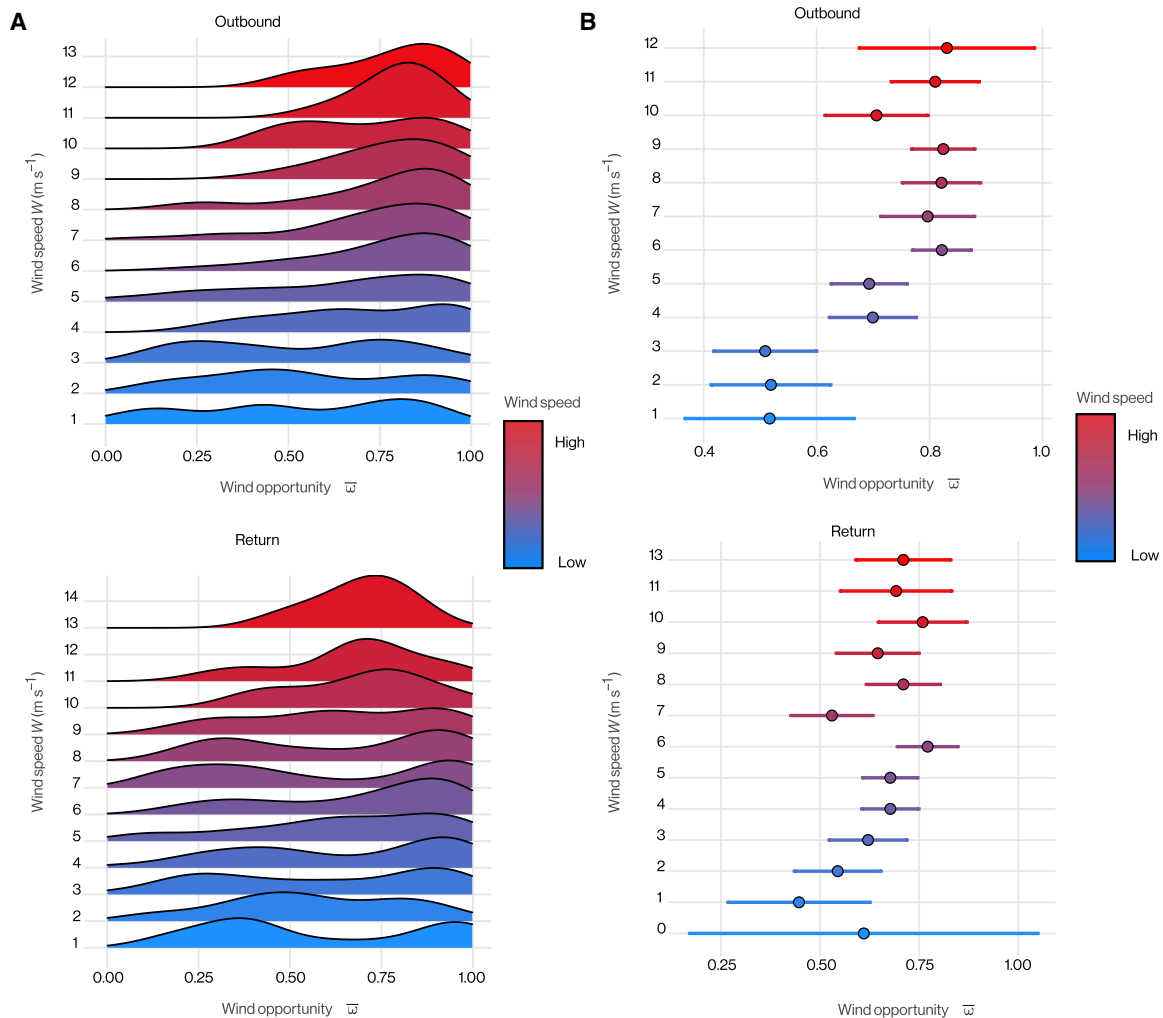 A
Outbound
13
12
11
10
9
8
7
6
5
4
3
2
1
Wind speed W (m s⁻¹)
0.00 0.25 0.50 0.75 1.00
Wind opportunity ω̅
Wind speed
High
Low
Return
14
13
12
11
10
9
8
7
6
5
4
3
2
1
Wind speed W (m s⁻¹)
0.00 0.25 0.50 0.75 1.00
Wind opportunity ω̅
B
Outbound
12
11
10
9
8
7
6
5
4
3
2
1
Wind speed W (m s⁻¹)
0.4 0.6 0.8 1.0
Wind opportunity ω̅
Wind speed
High
Low
Return
13
11
10
9
8
7
6
5
4
3
2
1
0
Wind speed W (m s⁻¹)
0.25 0.50 0.75 1.00
Wind opportunity ω̅